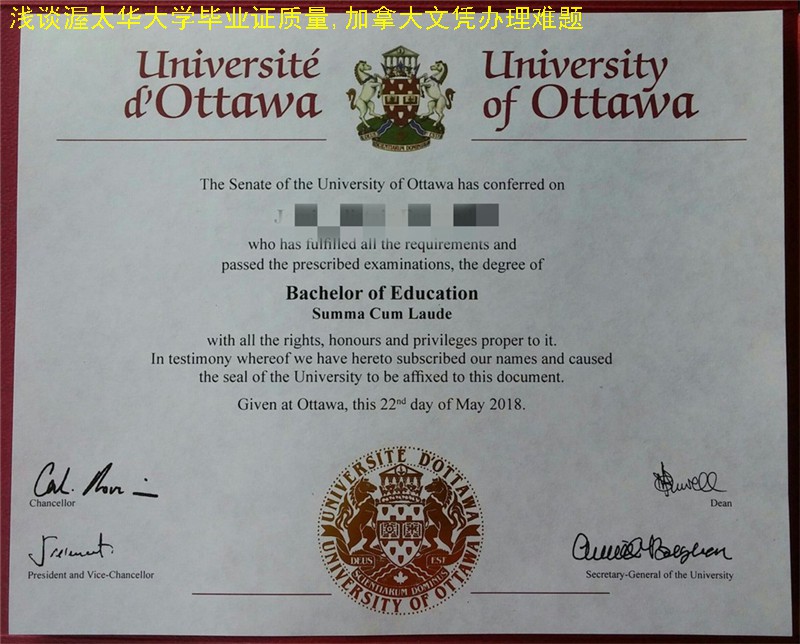 浅谈渥太华大学毕业证质量,加拿大文凭办理难题
Université
d'Ottawa
University
of Ottawa
The Senate of the University of Ottawa has conferred on
who has fulfilled all the requirements and
passed the prescribed examinations, the degree of
Bachelor of Education
Summa Cum Laude
with all the rights, honours and privileges proper to it.
In testimony whereof we have hereto subscribed our names and caused
the seal of the University to be affixed to this document.
Given at Ottawa, this 22nd day of May 2018.
Chancellor
Dean
President and Vice-Chancellor
Secretary-General of the University
UNIVERSITÉ D'OTTAWA
DEUS EST
SCIENTIARUM DOMINUS
UNIVERSITY OF OTTAWA